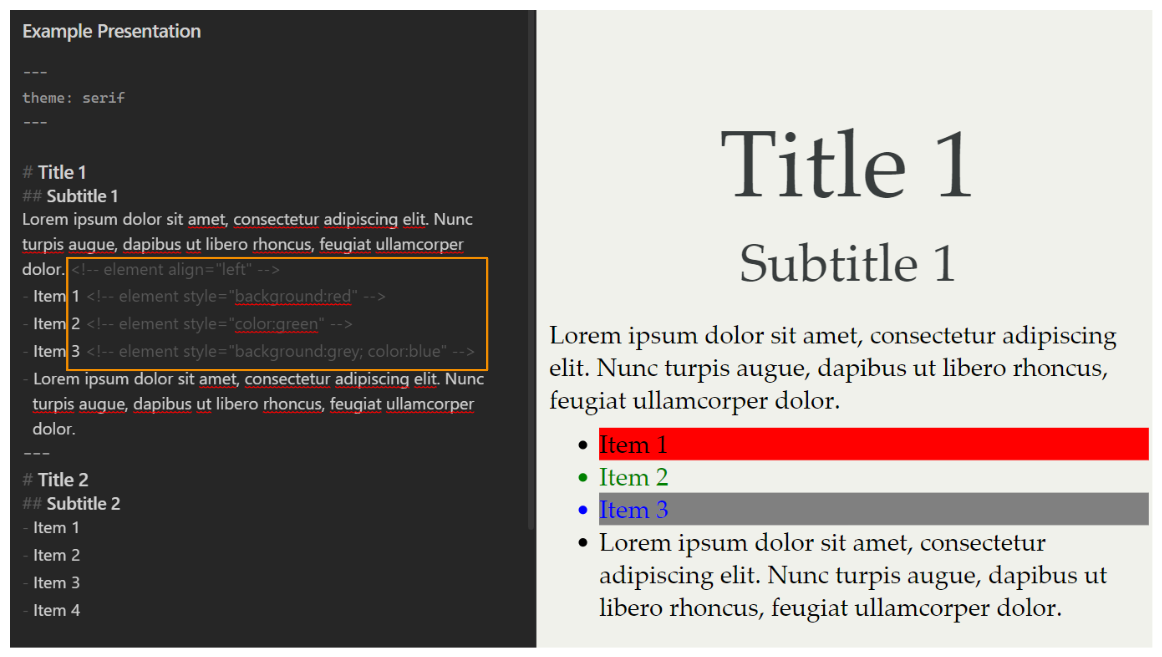 Example Presentation
---
theme: serif
---
# Title 1
## Subtitle 1
Lorem ipsum dolor sit amet, consectetur adipiscing elit. Nunc
turpis augue, dapibus ut libero rhoncus, feugiat ullamcorper
dolor. <!-- element align="left" -->
- Item 1 <!-- element style="background:red" -->
- Item 2 <!-- element style="color:green" -->
- Item 3 <!-- element style="background:grey; color:blue" -->
- Lorem ipsum dolor sit amet, consectetur adipiscing elit. Nunc
turpis augue, dapibus ut libero rhoncus, feugiat ullamcorper
dolor.
---
# Title 2
## Subtitle 2
- Item 1
- Item 2
- Item 3
- Item 4
Title 1
Subtitle 1
Lorem ipsum dolor sit amet, consectetur adipiscing
elit. Nunc turpis augue, dapibus ut libero rhoncus,
feugiat ullamcorper dolor.
• Item 1
• Item 2
• Item 3
• Lorem ipsum dolor sit amet, consectetur
adipiscing elit. Nunc turpis augue, dapibus ut
libero rhoncus, feugiat ullamcorper dolor.